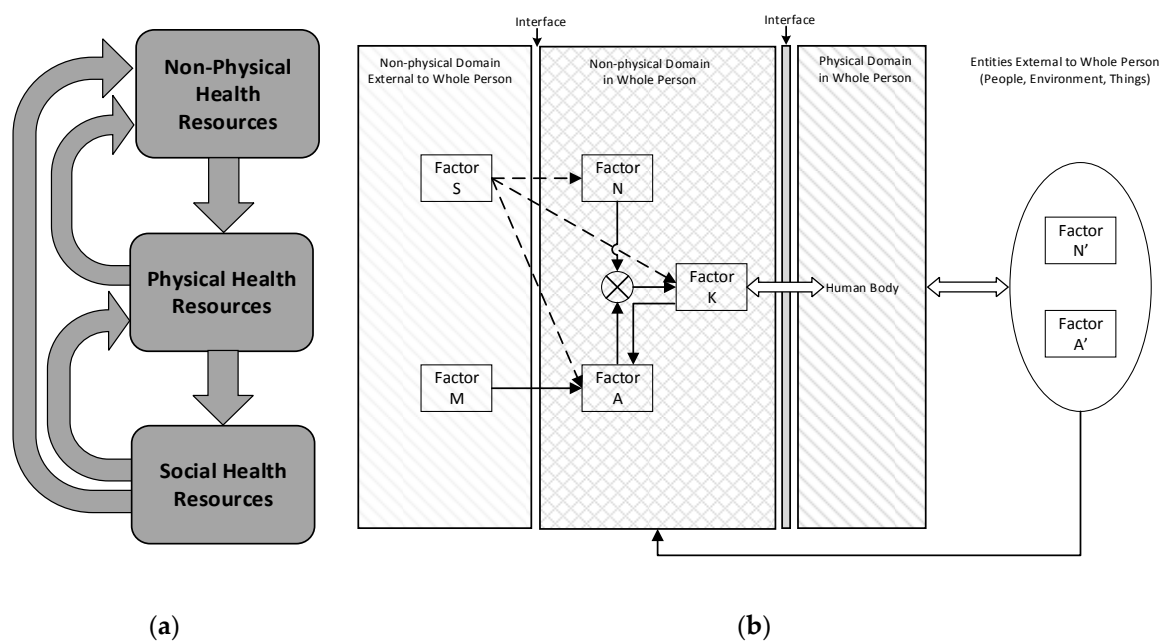 Non-Physical
Health
Resources
Physical Health
Resources
Social Health
Resources
(a)
Interface
Interface
Non-physical Domain
External to Whole Person
Non-physical Domain
in Whole Person
Physical Domain
in Whole Person
Entities External to Whole Person
(People, Environment, Things)
Factor
S
Factor
N
Factor
K
Human Body
Factor
N’
Factor
A’
Factor
M
Factor
A
(b)